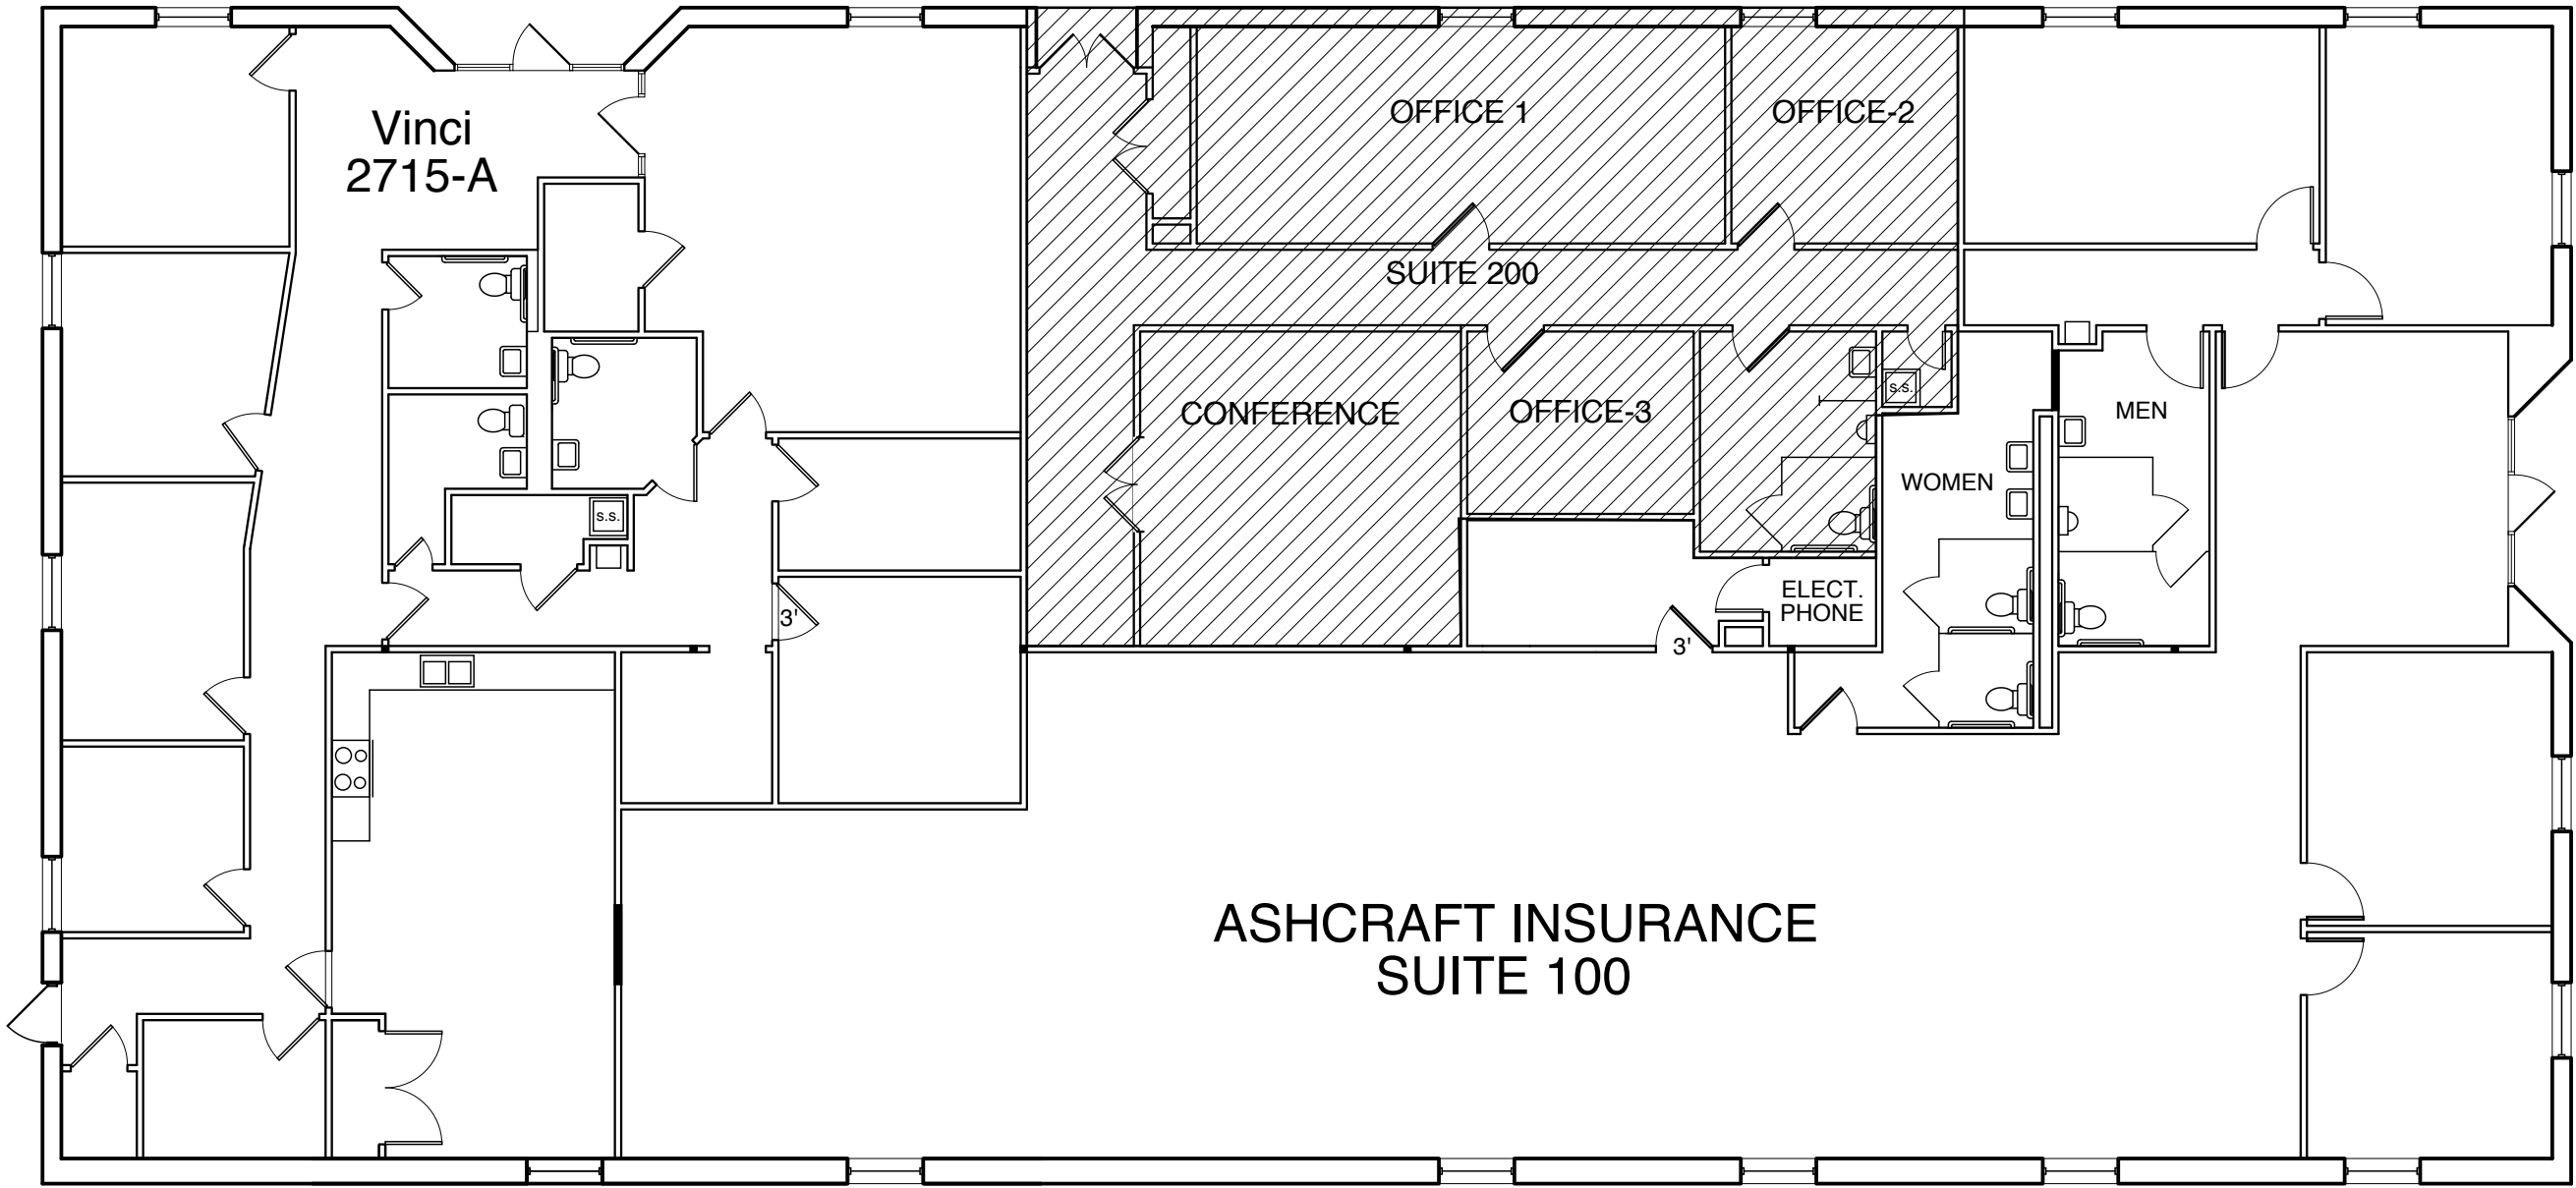 Vinci
2715-A
OFFICE 1
OFFICE-2
SUITE 200
CONFERENCE
OFFICE-3
s.s.
MEN
WOMEN
s.s.
ELECT.
PHONE
3'
3'
ASHCRAFT INSURANCE
SUITE 100